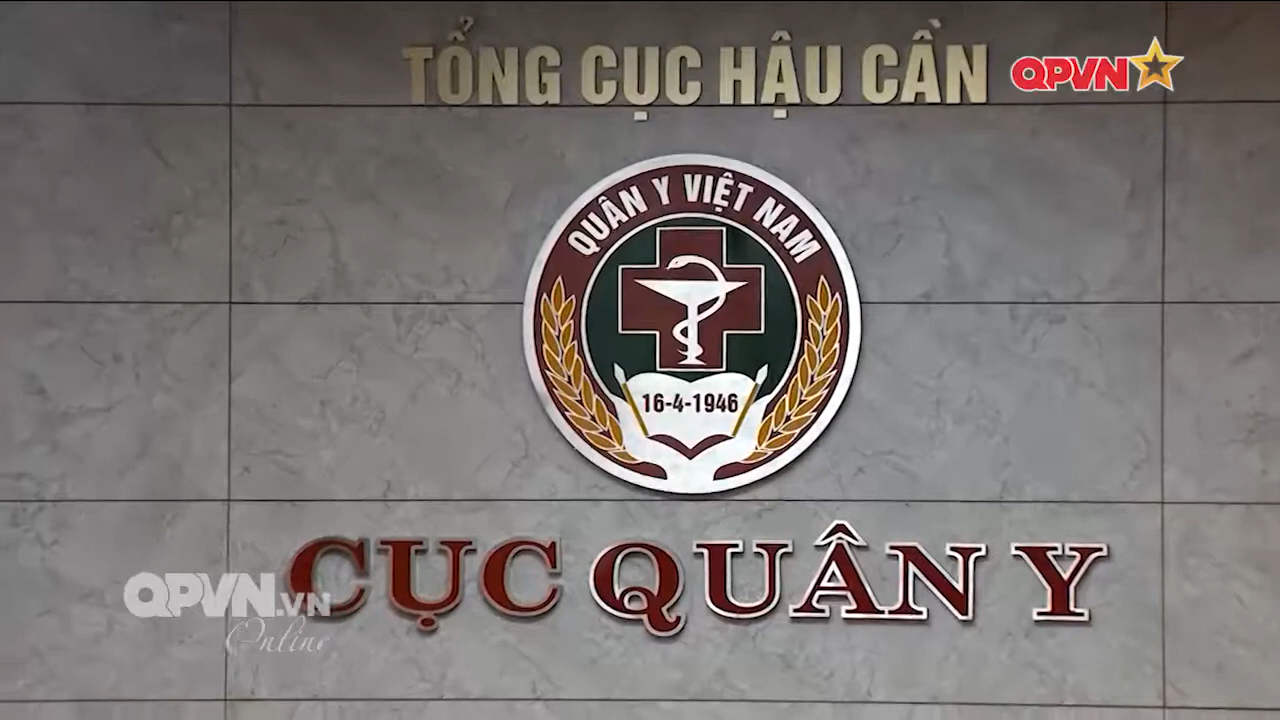 TỔNG CỤC HẬU CẦN
QPVN
QUÂN Y VIỆT NAM
16-4-1946
CỤC QUÂN Y
QPVN.VN
Online